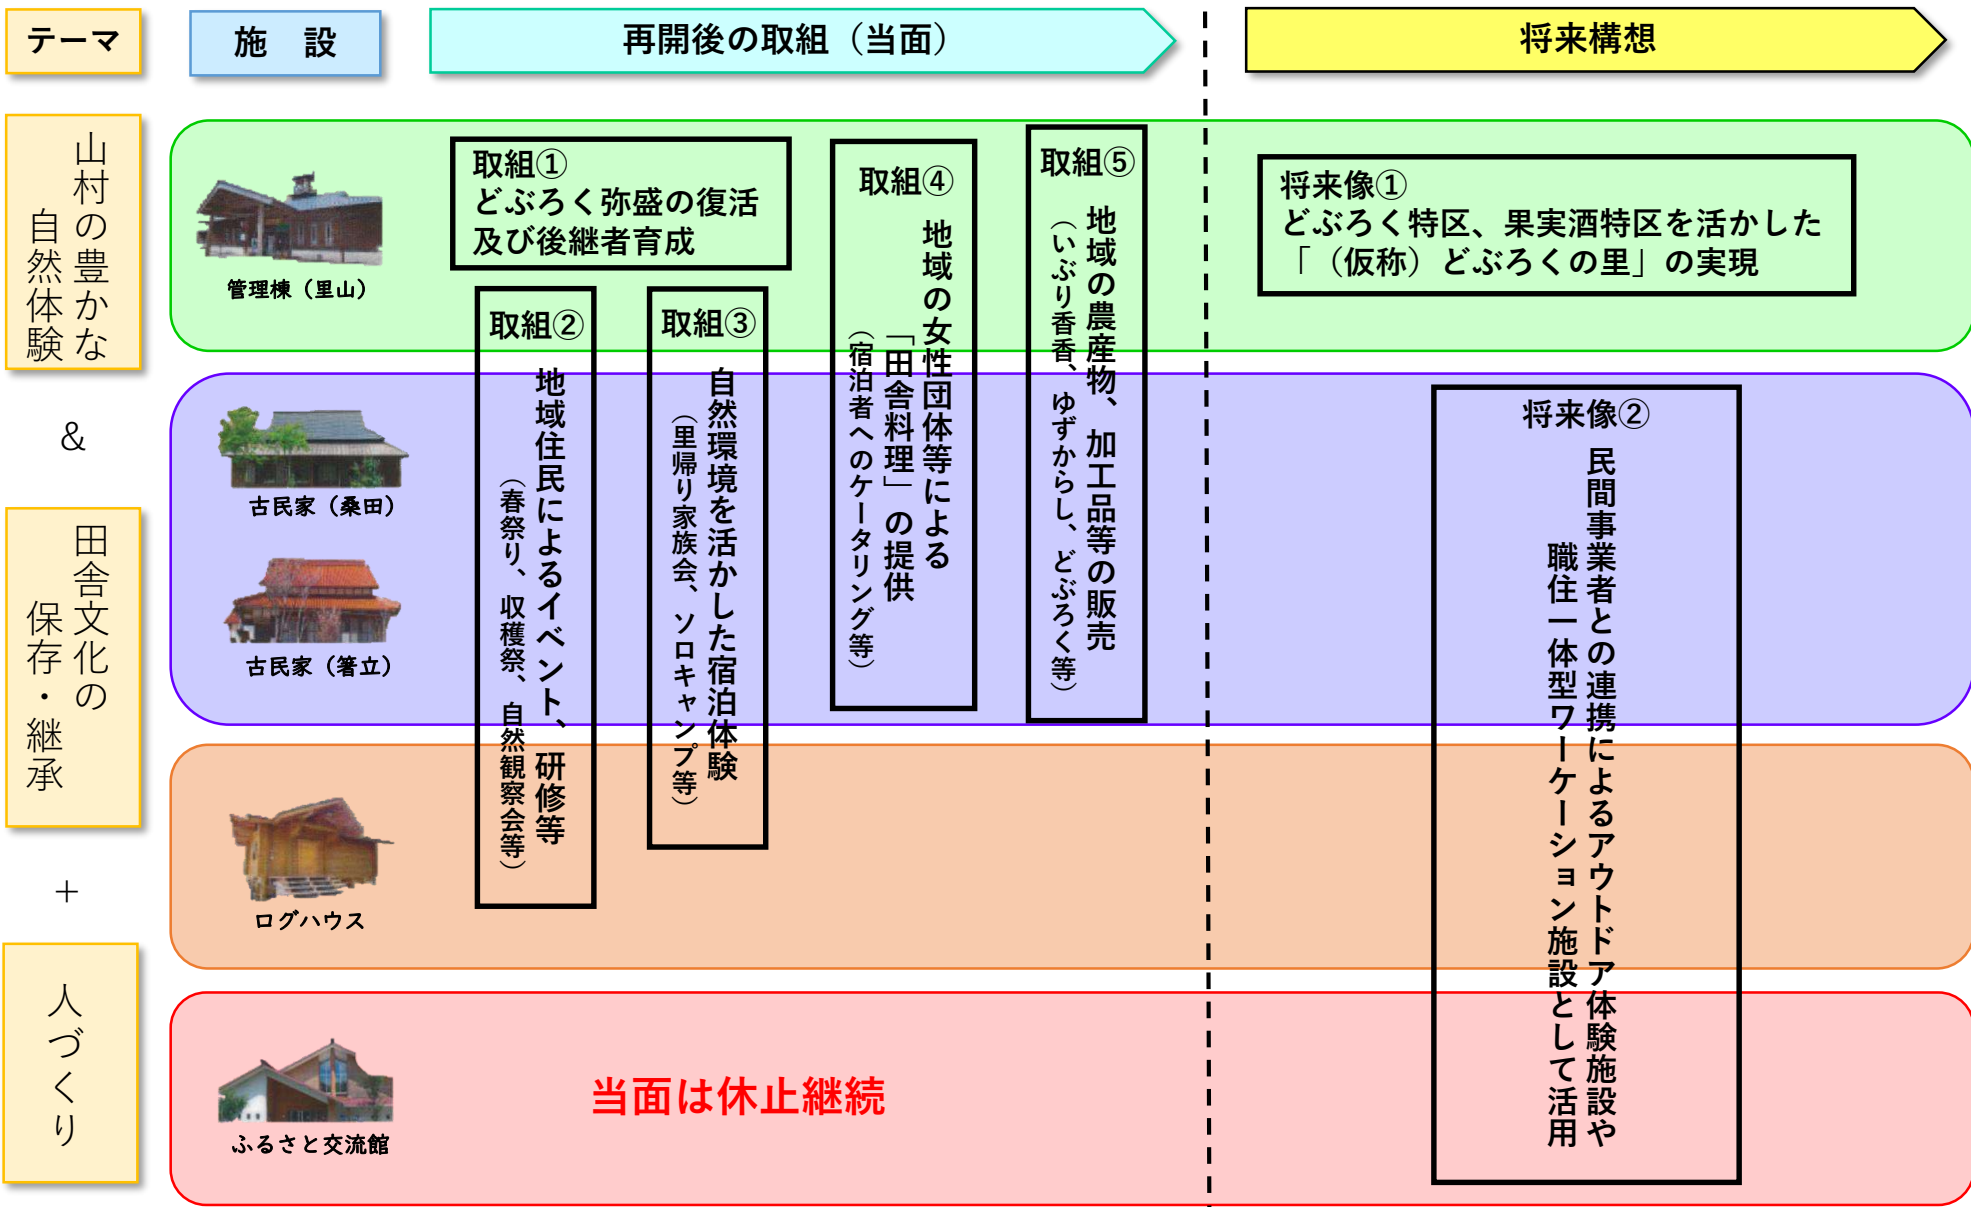 テーマ
施　設
再開後の取組（当面）
将来構想
山村の豊かな
自然体験
&
田舎文化の
保存・継承
+
人づくり
管理棟（里山）
古民家（桑田）
古民家（箸立）
ログハウス
ふるさと交流館
取組①
どぶろく弥盛の復活
及び後継者育成
取組②
地域住民によるイベント、研修等
（春祭り、収穫祭、自然観察会等）
取組③
自然環境を活かした宿泊体験
（里帰り家族会、ソロキャンプ等）
取組④
地域の女性団体等による
「田舎料理」の提供
（宿泊者へのケータリング等）
取組⑤
地域の農産物、加工品等の販売
（いぶり香香、ゆずからし、どぶろく等）
当面は休止継続
将来像①
どぶろく特区、果実酒特区を活かした
「（仮称）どぶろくの里」の実現
将来像②
民間事業者との連携によるアウトドア体験施設や
職住一体型ワーケーション施設として活用